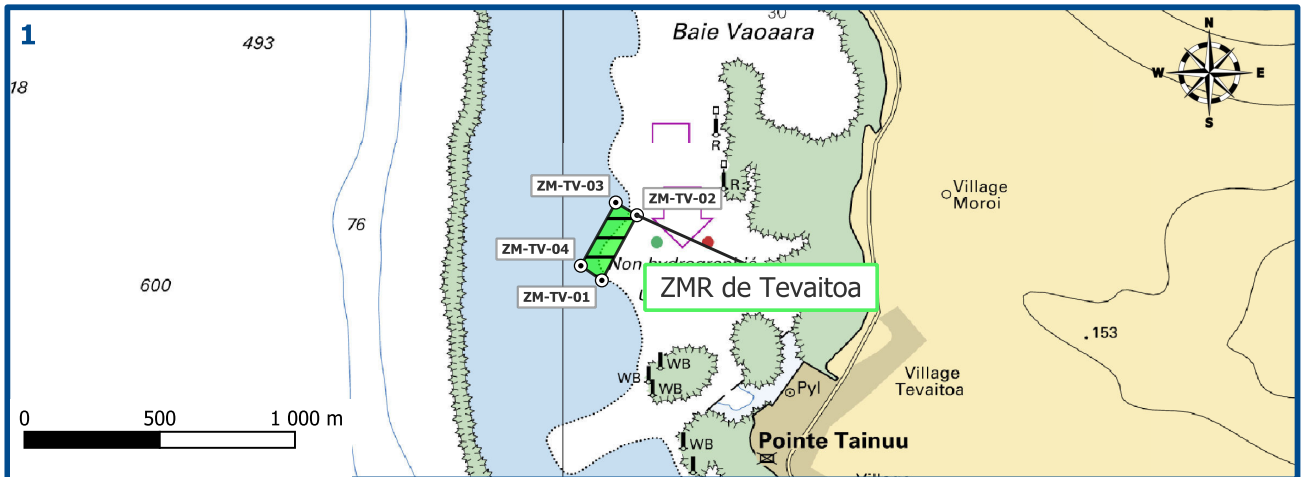 1
493
30
Baie Vaoaara
N
W
E
S
18
R
R
ZM-TV-03
ZM-TV-02
Village
Moroi
76
ZM-TV-04
Non hydrographié
600
ZM-TV-01
ZMR de Tevaitoa
153
WB
WB
WB
Pyl
Village
Tevaitoa
0 500 1 000 m
WB
Pointe Tainuu